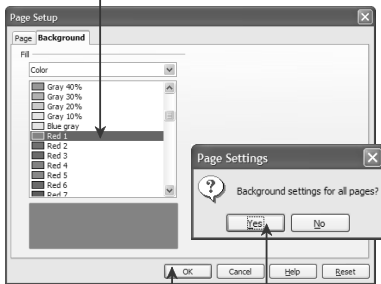 Page Setup
Page Background
Fill
Color
Gray 40%
Gray 30%
Gray 20%
Gray 10%
Blue gray
Red 1
Red 2
Red 3
Red 4
Red 5
Red 6
Red 7
Page Settings
Background settings for all pages?
Yes No
OK Cancel Help Reset